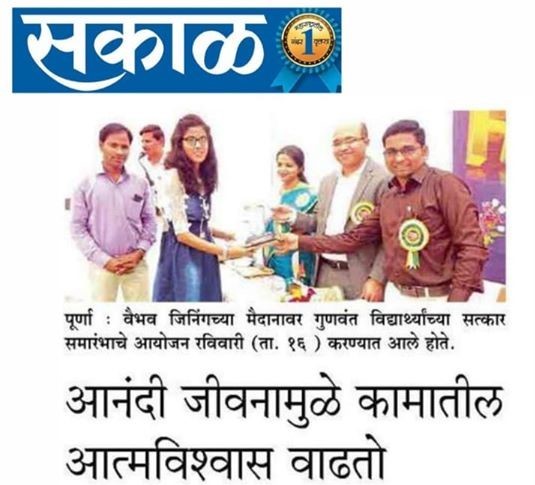 सकाळ
महाराष्ट्रातील
नंबर 1 वृत्तपत्र
पूर्णा : वैभव जिनिंगच्या मैदानावर गुणवंत विद्यार्थ्यांच्या सत्कार
समारंभाचे आयोजन रविवारी (ता. १६ ) करण्यात आले होते.
आनंदी जीवनामुळे कामातील
आत्मविश्वास वाढतो